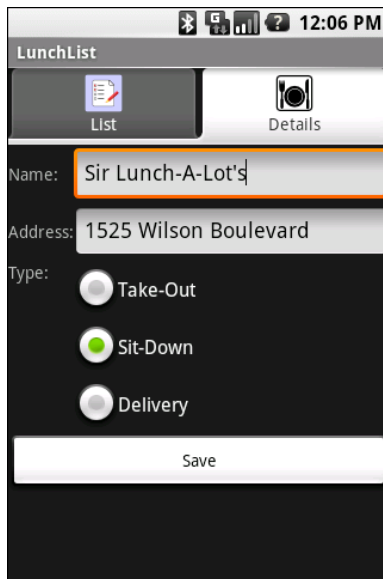 12:06 PM
LunchList
List Details
Name: Sir Lunch-A-Lot's
Address: 1525 Wilson Boulevard
Type:
Take-Out
Sit-Down
Delivery
Save